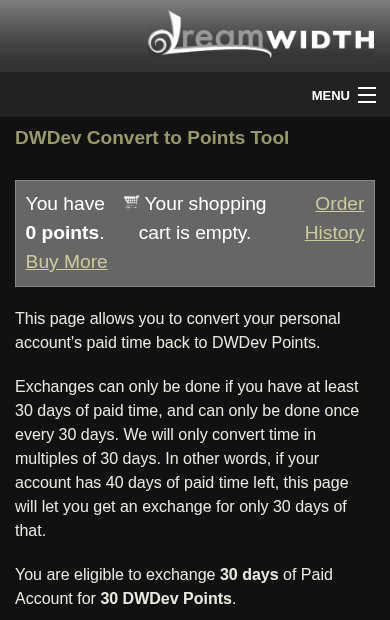 dreamWIDTH
MENU
DWDev Convert to Points Tool
You have
0 points.
Buy More
Your shopping
cart is empty.
Order
History
This page allows you to convert your personal
account's paid time back to DWDev Points.
Exchanges can only be done if you have at least
30 days of paid time, and can only be done once
every 30 days. We will only convert time in
multiples of 30 days. In other words, if your
account has 40 days of paid time left, this page
will let you get an exchange for only 30 days of
that.
You are eligible to exchange 30 days of Paid
Account for 30 DWDev Points.